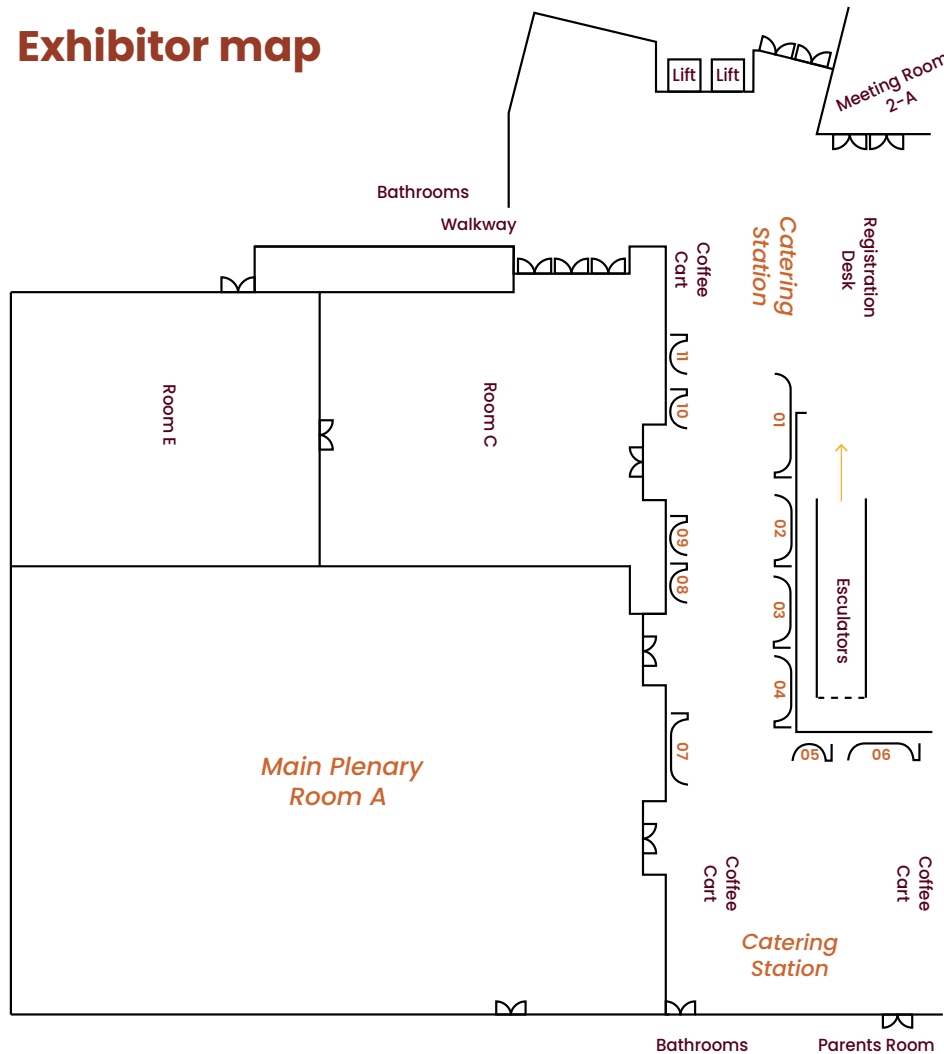 Exhibitor map
Lift
Lift
Meeting Room
2-A
Bathrooms
Walkway
Coffee
Cart
Catering
Station
Registration
Desk
11
10
01
Room E
Room C
09
08
02
03
04
Esculators
07
05
06
Main Plenary
Room A
Coffee
Cart
Coffee
Cart
Catering
Station
Bathrooms
Parents Room